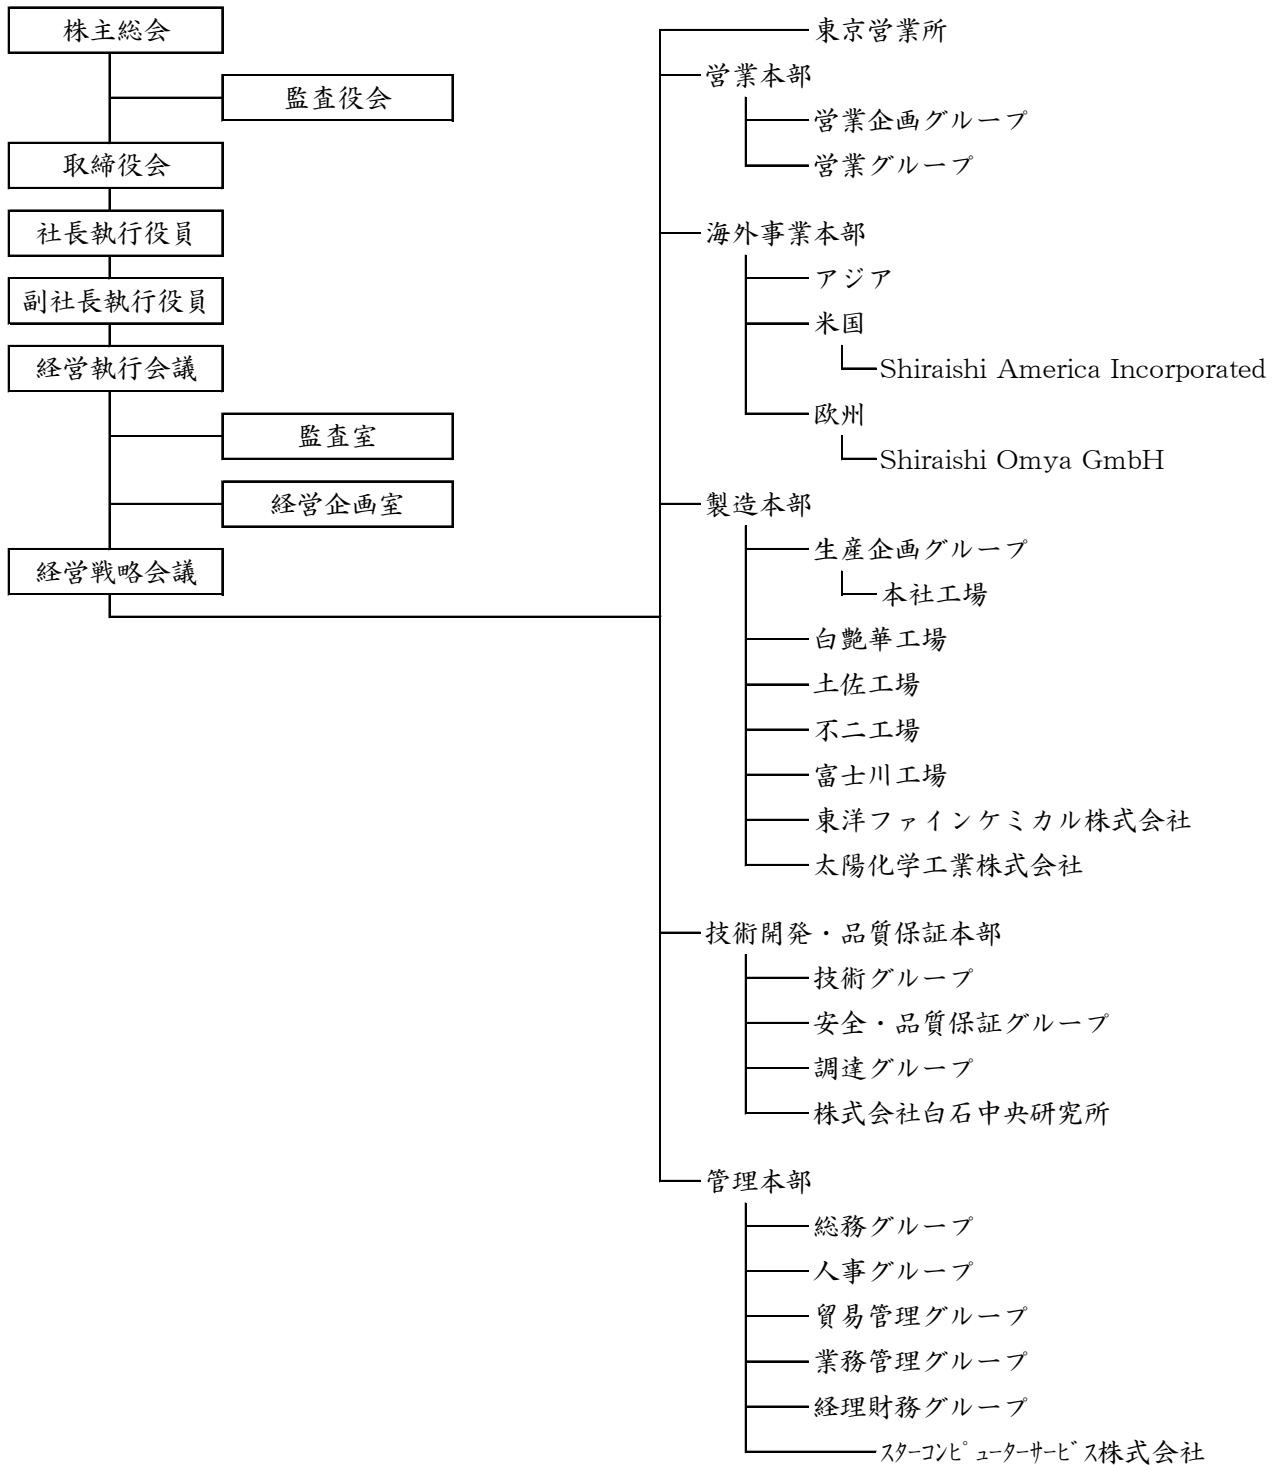 株主総会
監査役会
取締役会
社長執行役員
副社長執行役員
経営執行会議
監査室
経営企画室
経営戦略会議
東京営業所
営業本部
営業企画グループ
営業グループ
海外事業本部
アジア
米国
Shiraishi America Incorporated
欧州
Shiraishi Omya GmbH
製造本部
生産企画グループ
本社工場
白艶華工場
土佐工場
不二工場
富士川工場
東洋ファインケミカル株式会社
太陽化学工業株式会社
技術開発・品質保証本部
技術グループ
安全・品質保証グループ
調達グループ
株式会社白石中央研究所
管理本部
総務グループ
人事グループ
貿易管理グループ
業務管理グループ
経理財務グループ
ｽﾀｰｺﾝﾋﾟｭｰﾀｰｻｰﾋﾞｽ株式会社